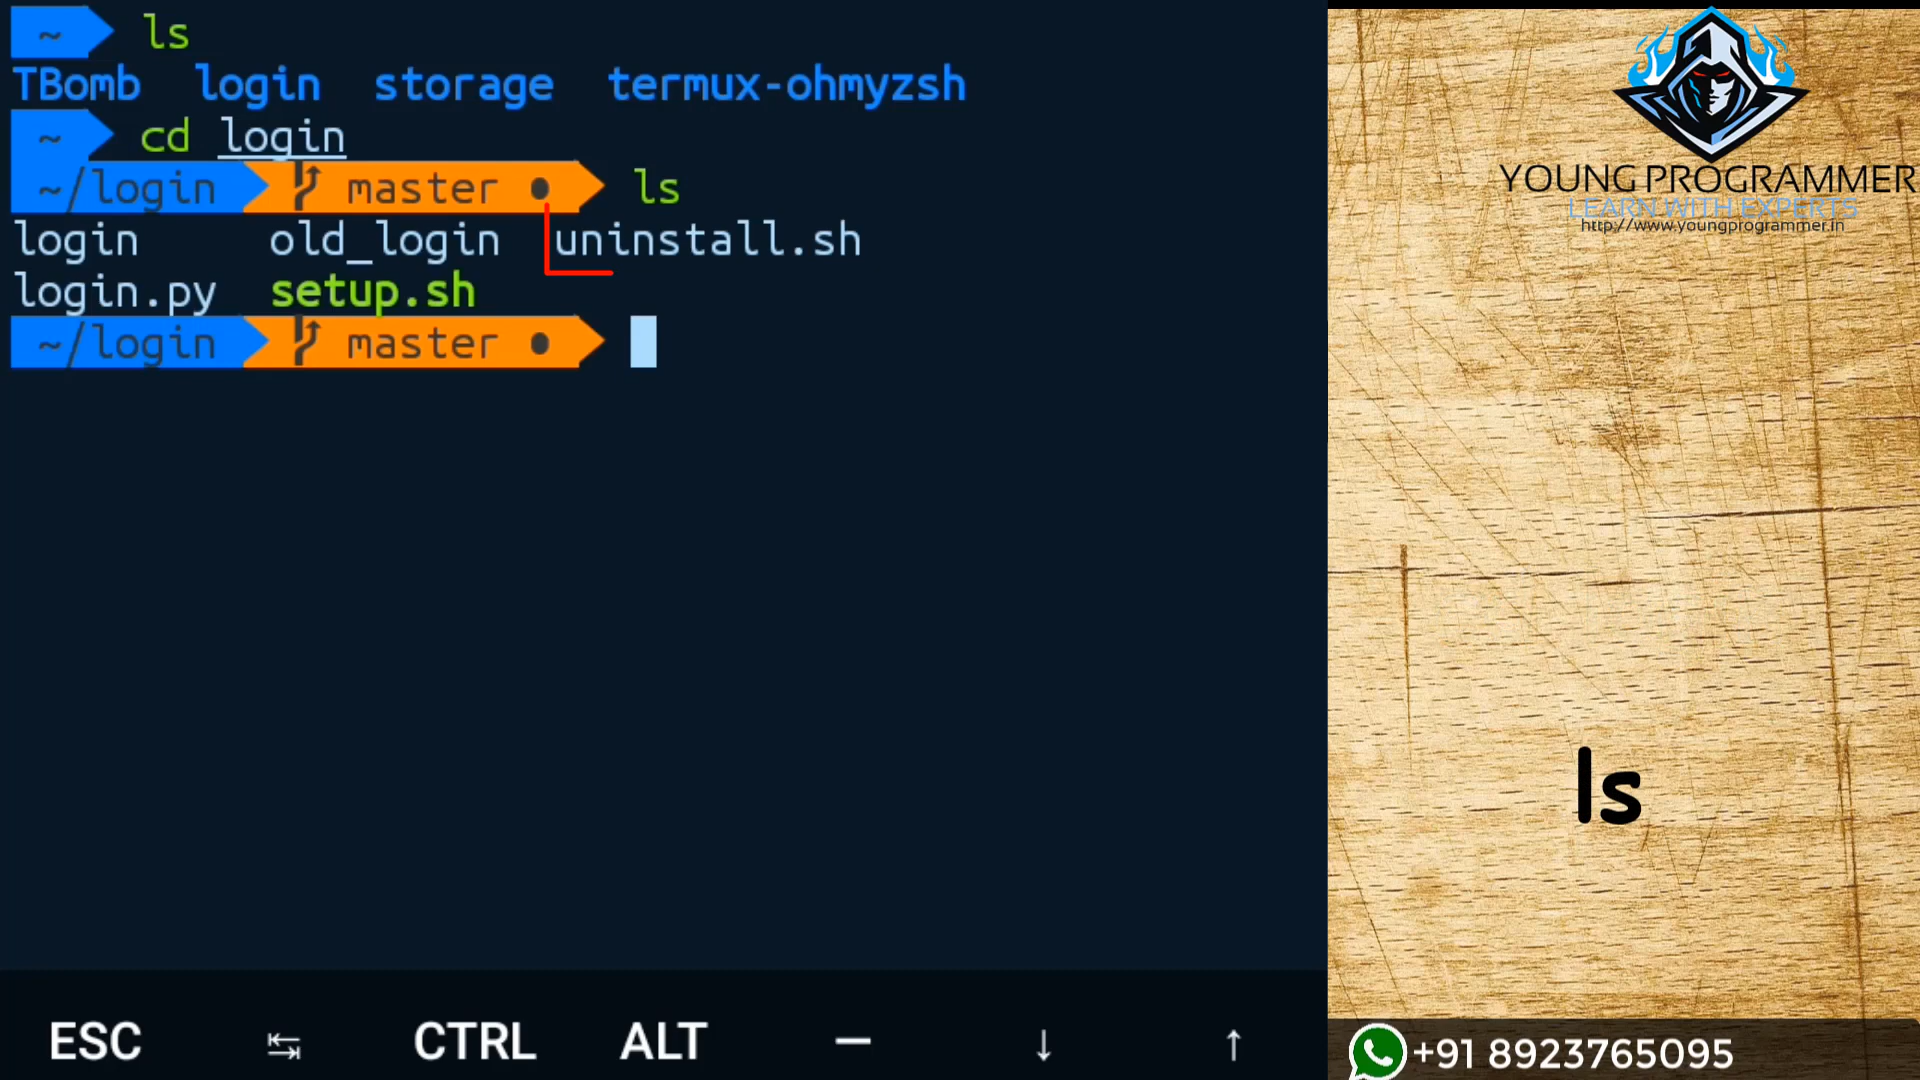 ~ ls
TBomb login storage termux-ohmyzsh
~ cd login
~/login master ls
login old_login uninstall.sh
login.py setup.sh
~/login master
ESC CTRL ALT — ↓ ↑
YOUNG PROGRAMMER
LEARN WITH EXPERTS
http://www.youngprogrammer.in
ls
+91 8923765095